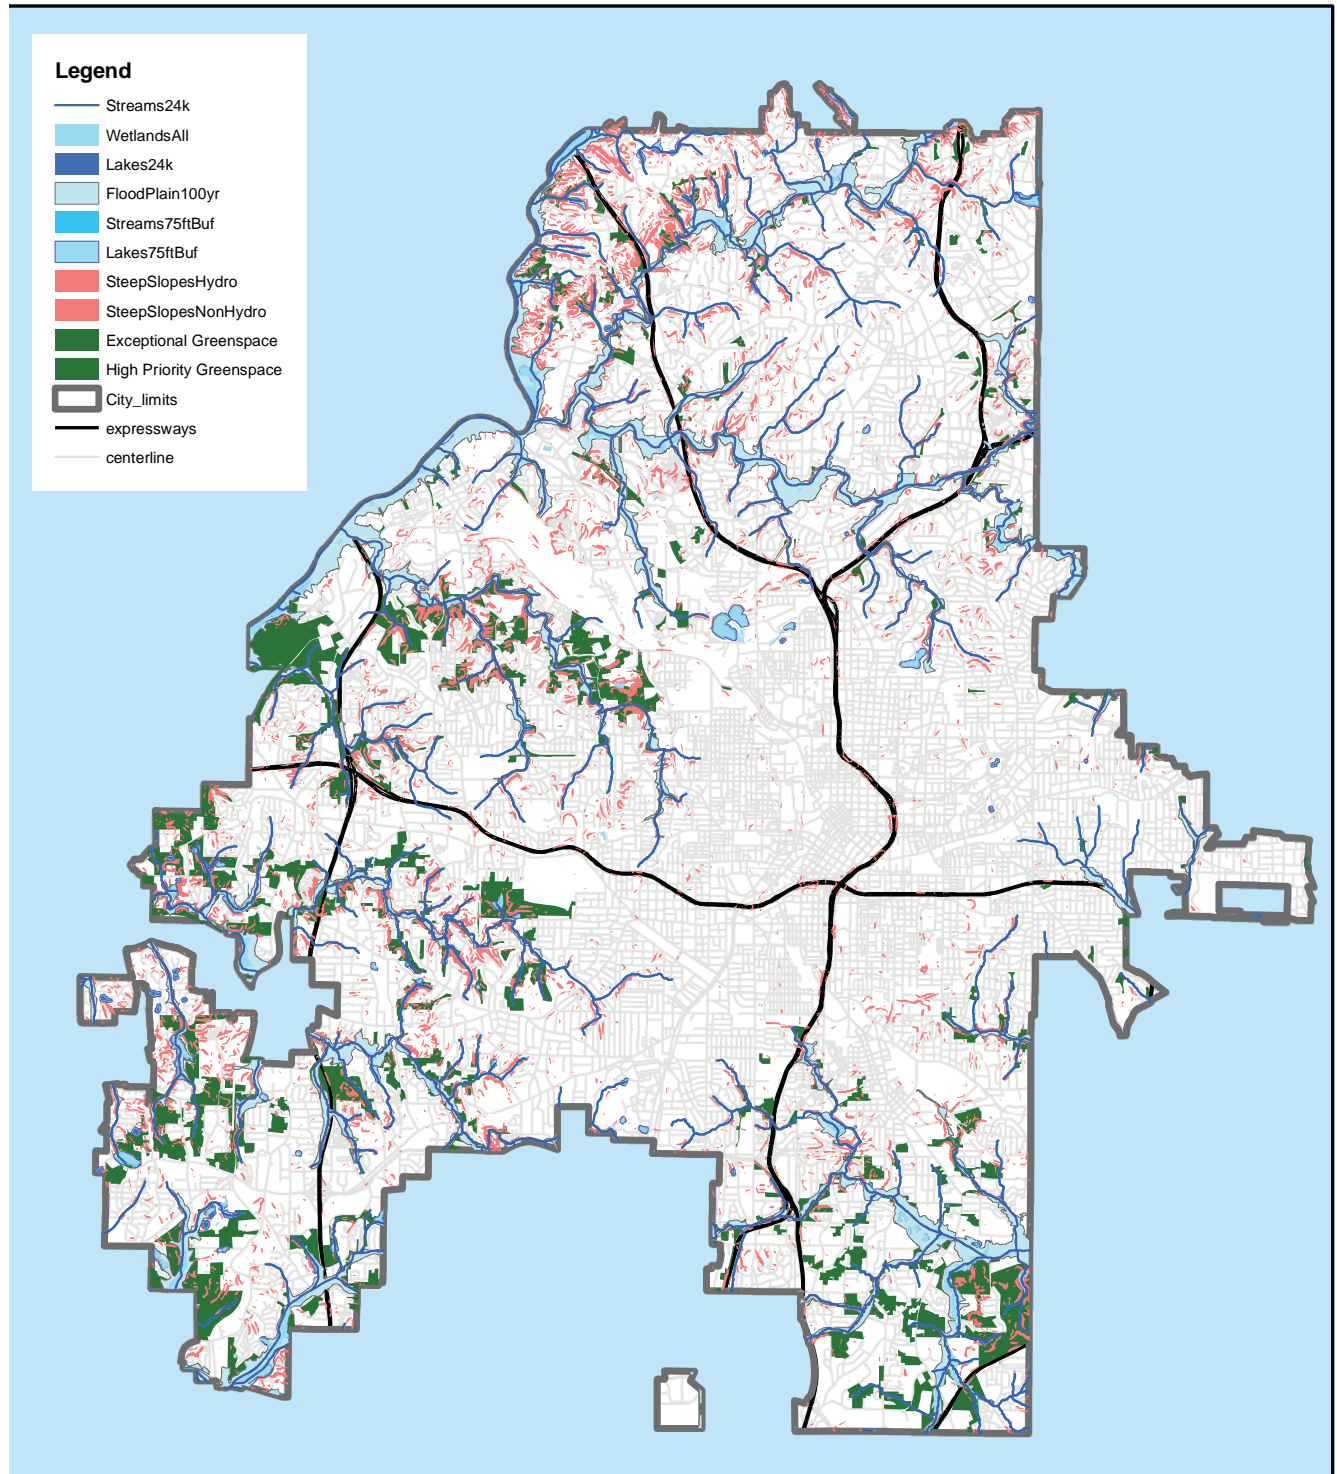 Legend
Streams24k
WetlandsAll
Lakes24k
FloodPlain100yr
Streams75ftBuf
Lakes75ftBuf
SteepSlopesHydro
SteepSlopesNonHydro
Exceptional Greenspace
High Priority Greenspace
City_limits
expressways
centerline